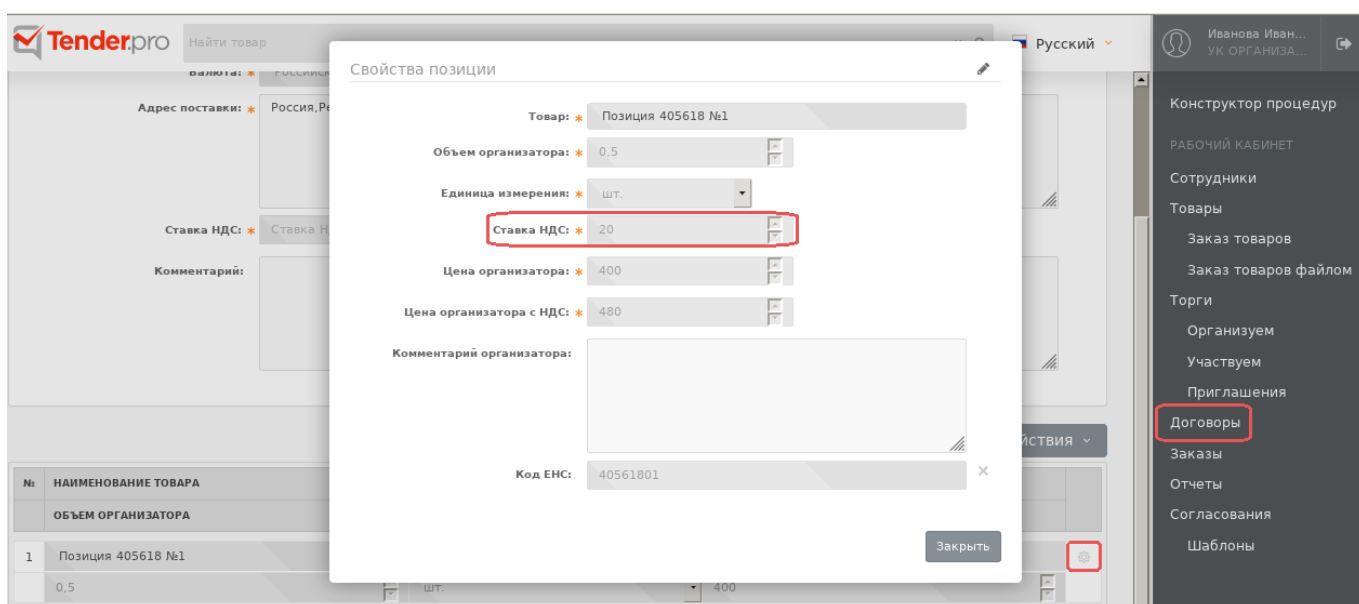 Tender.pro
Найти товар
Русский
Иванова Иван...
УК ОРГАНИЗА...
Валюта: *
Адрес поставки: *
Россия,Ре
Ставка НДС: *
Ставка Н
Комментарий:
йствия
Свойства позиции
Товар: * Позиция 405618 №1
Объем организатора: * 0,5
Единица измерения: * шт.
Ставка НДС: * 20
Цена организатора: * 400
Цена организатора с НДС: * 480
Комментарий организатора:
Код ЕНС: 40561801
Закрыть
№ НАИМЕНОВАНИЕ ТОВАРА
ОБЪЕМ ОРГАНИЗАТОРА
1 Позиция 405618 №1
0,5 шт. 400
Конструктор процедур
РАБОЧИЙ КАБИНЕТ
Сотрудники
Товары
Заказ товаров
Заказ товаров файлом
Торги
Организуем
Участвуем
Приглашения
Договоры
Заказы
Отчеты
Согласования
Шаблоны